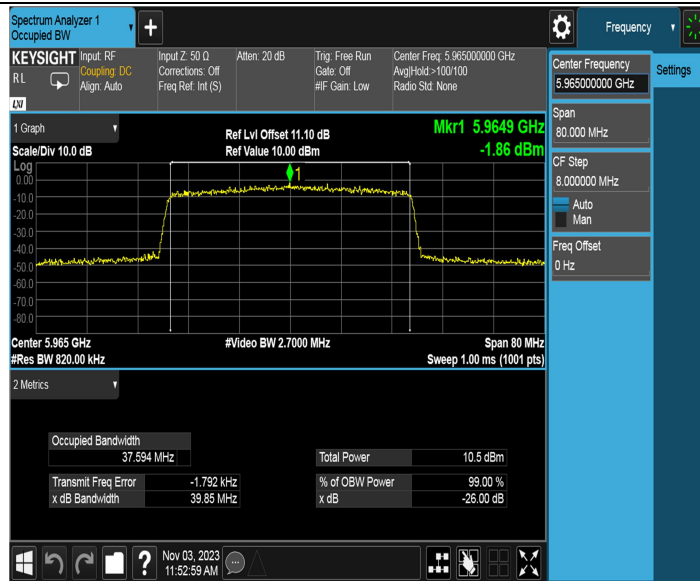 Spectrum Analyzer 1
Occupied BW
+
Frequency
KEYSIGHT
RL
LXI
Input: RF
Coupling: DC
Align: Auto
Input Z: 50 Ω
Corrections: Off
Freq Ref: Int (S)
Atten: 20 dB
Trig: Free Run
Gate: Off
#IF Gain: Low
Center Freq: 5.965000000 GHz
Avg|Hold:>100/100
Radio Std: None
Center Frequency
5.965000000 GHz
Settings
Span
80.000 MHz
CF Step
8.000000 MHz
Auto
Man
Freq Offset
0 Hz
1 Graph
Scale/Div 10.0 dB
Ref Lvl Offset 11.10 dB
Ref Value 10.00 dBm
Mkr1 5.9649 GHz
-1.86 dBm
Log
0.00
-10.0
-20.0
-30.0
-40.0
-50.0
-60.0
-70.0
-80.0
1
Center 5.965 GHz
#Res BW 820.00 kHz
#Video BW 2.7000 MHz
Span 80 MHz
Sweep 1.00 ms (1001 pts)
2 Metrics
Occupied Bandwidth
37.594 MHz
Transmit Freq Error -1.792 kHz
x dB Bandwidth 39.85 MHz
Total Power 10.5 dBm
% of OBW Power 99.00 %
x dB -26.00 dB
?
Nov 03, 2023
11:52:59 AM